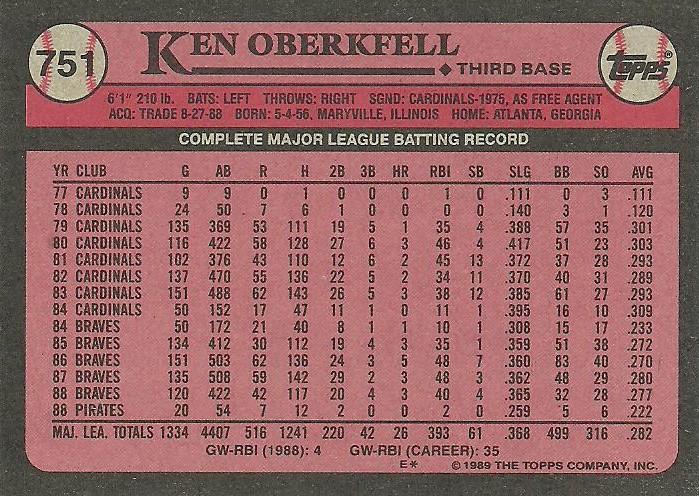 751
KEN OBERKFELL
THIRD BASE
TOPPS®
6'1" 210 lb. BATS: LEFT THROWS: RIGHT SGND: CARDINALS-1975, AS FREE AGENT
ACQ: TRADE 8-27-88 BORN: 5-4-56, MARYVILLE, ILLINOIS HOME: ATLANTA, GEORGIA
COMPLETE MAJOR LEAGUE BATTING RECORD
YR CLUB G AB R H 2B 3B HR RBI SB SLG BB SO AVG
77 CARDINALS 9 9 0 1 0 0 0 1 0 .111 0 3 .111
78 CARDINALS 24 50 7 6 1 0 0 0 0 .140 3 1 .120
79 CARDINALS 135 369 53 111 19 5 1 35 4 .388 57 35 .301
80 CARDINALS 116 422 58 128 27 6 3 46 4 .417 51 23 .303
81 CARDINALS 102 376 43 110 12 6 2 45 13 .372 37 28 .293
82 CARDINALS 137 470 55 136 22 5 2 34 11 .370 40 31 .289
83 CARDINALS 151 488 62 143 26 5 3 38 12 .385 61 27 .293
84 CARDINALS 50 152 17 47 11 1 0 11 1 .395 16 10 .309
84 BRAVES 50 172 21 40 8 1 1 10 1 .308 15 17 .233
85 BRAVES 134 412 30 112 19 4 3 35 1 .359 51 38 .272
86 BRAVES 151 503 62 136 24 3 5 48 7 .360 83 40 .270
87 BRAVES 135 508 59 142 29 2 3 48 3 .362 48 29 .280
88 BRAVES 120 422 42 117 20 4 3 40 4 .365 32 28 .277
88 PIRATES 20 54 7 12 2 0 0 2 0 .259 5 6 .222
MAJ. LEA. TOTALS 1334 4407 516 1241 220 42 26 393 61 .368 499 316 .282
GW-RBI (1988): 4 GW-RBI (CAREER): 35
E* © 1989 THE TOPPS COMPANY, INC.